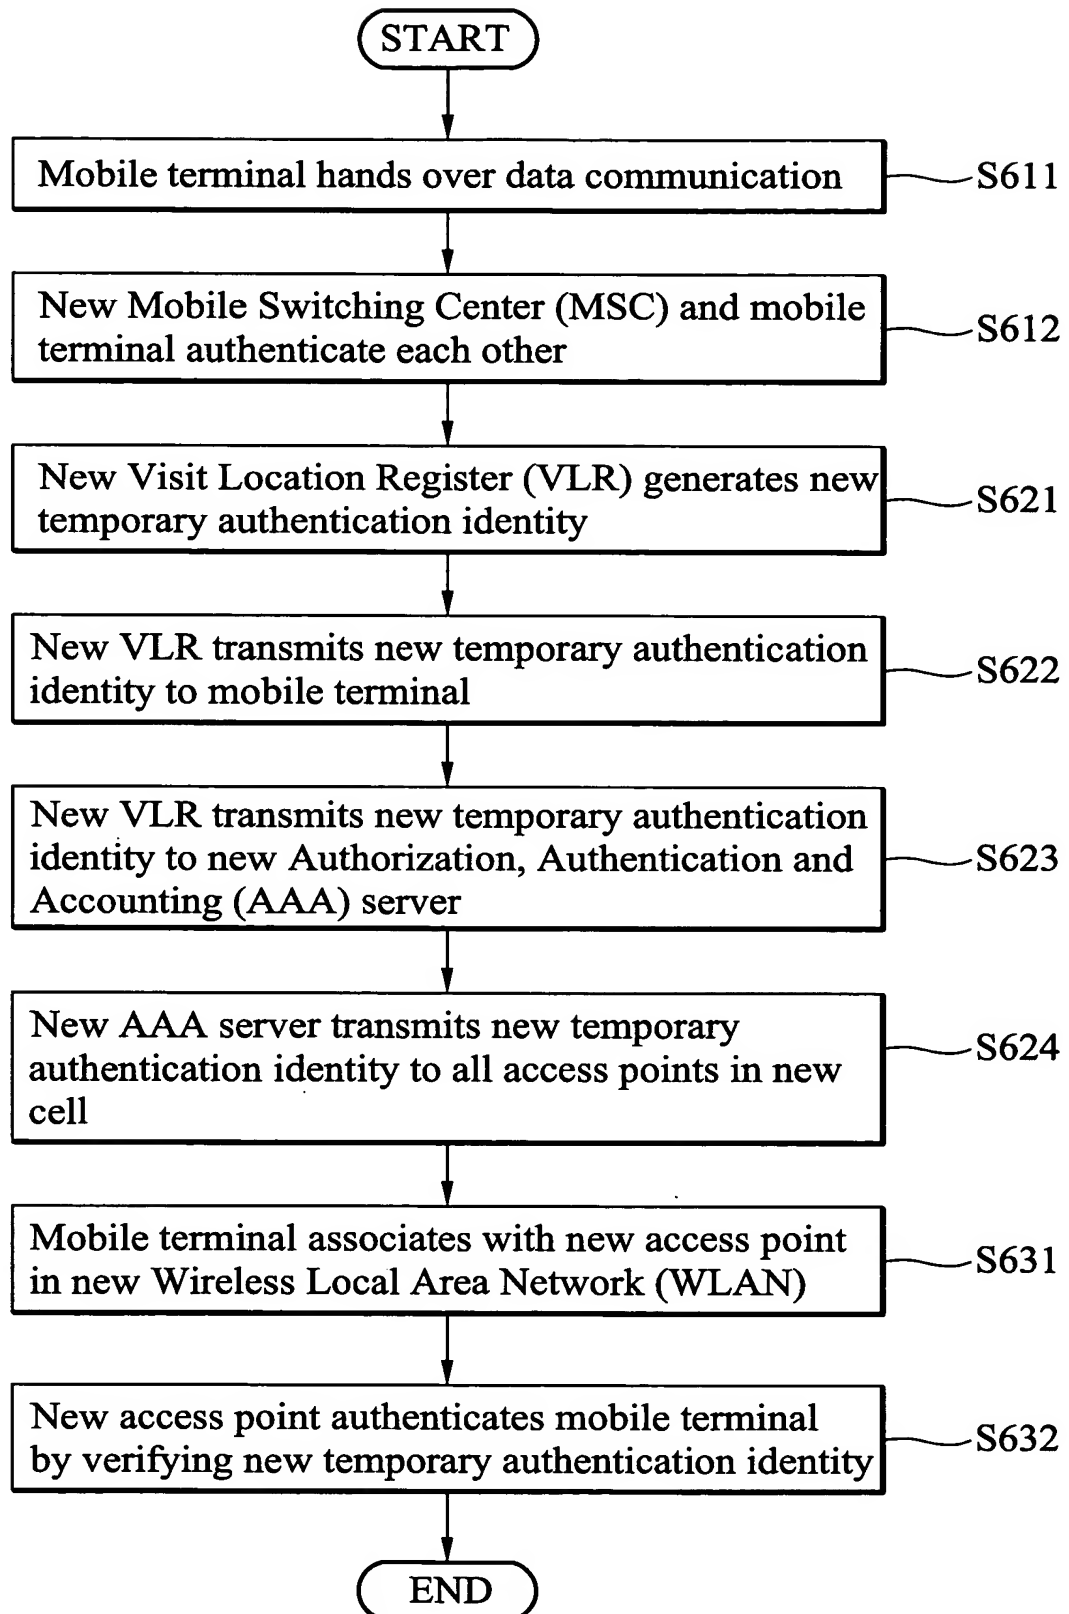 START
Mobile terminal hands over data communication
S611
New Mobile Switching Center (MSC) and mobile
terminal authenticate each other
S612
New Visit Location Register (VLR) generates new
temporary authentication identity
S621
New VLR transmits new temporary authentication
identity to mobile terminal
S622
New VLR transmits new temporary authentication
identity to new Authorization, Authentication and
Accounting (AAA) server
S623
New AAA server transmits new temporary
authentication identity to all access points in new
cell
S624
Mobile terminal associates with new access point
in new Wireless Local Area Network (WLAN)
S631
New access point authenticates mobile terminal
by verifying new temporary authentication identity
S632
END